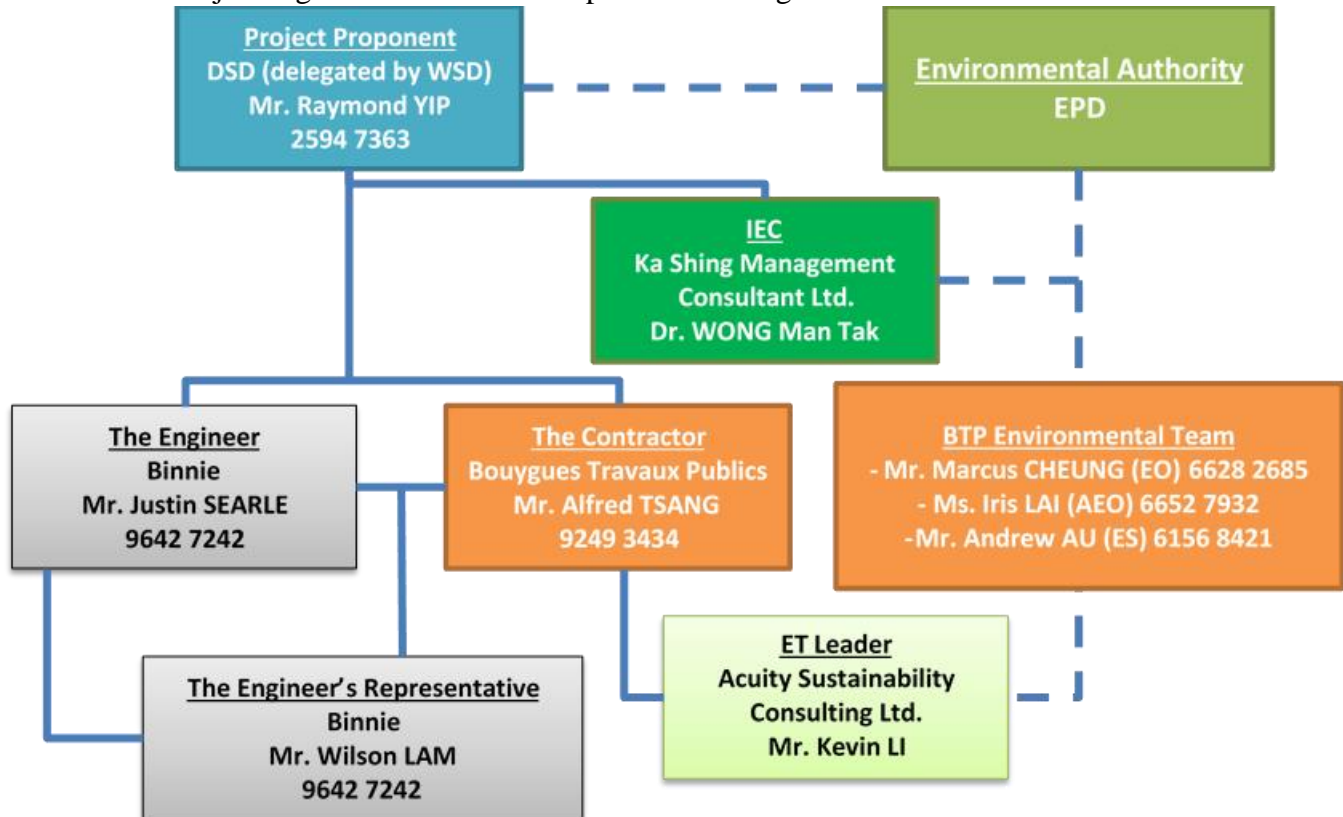 Project Proponent
DSD (delegated by WSD)
Mr. Raymond YIP
2594 7363
Environmental Authority
EPD
IEC
Ka Shing Management
Consultant Ltd.
Dr. WONG Man Tak
The Engineer
Binnie
Mr. Justin SEARLE
9642 7242
The Contractor
Bouygues Travaux Publics
Mr. Alfred TSANG
9249 3434
BTP Environmental Team
- Mr. Marcus CHEUNG (EO) 6628 2685
- Ms. Iris LAI (AEO) 6652 7932
-Mr. Andrew AU (ES) 6156 8421
The Engineer's Representative
Binnie
Mr. Wilson LAM
9642 7242
ET Leader
Acuity Sustainability
Consulting Ltd.
Mr. Kevin LI